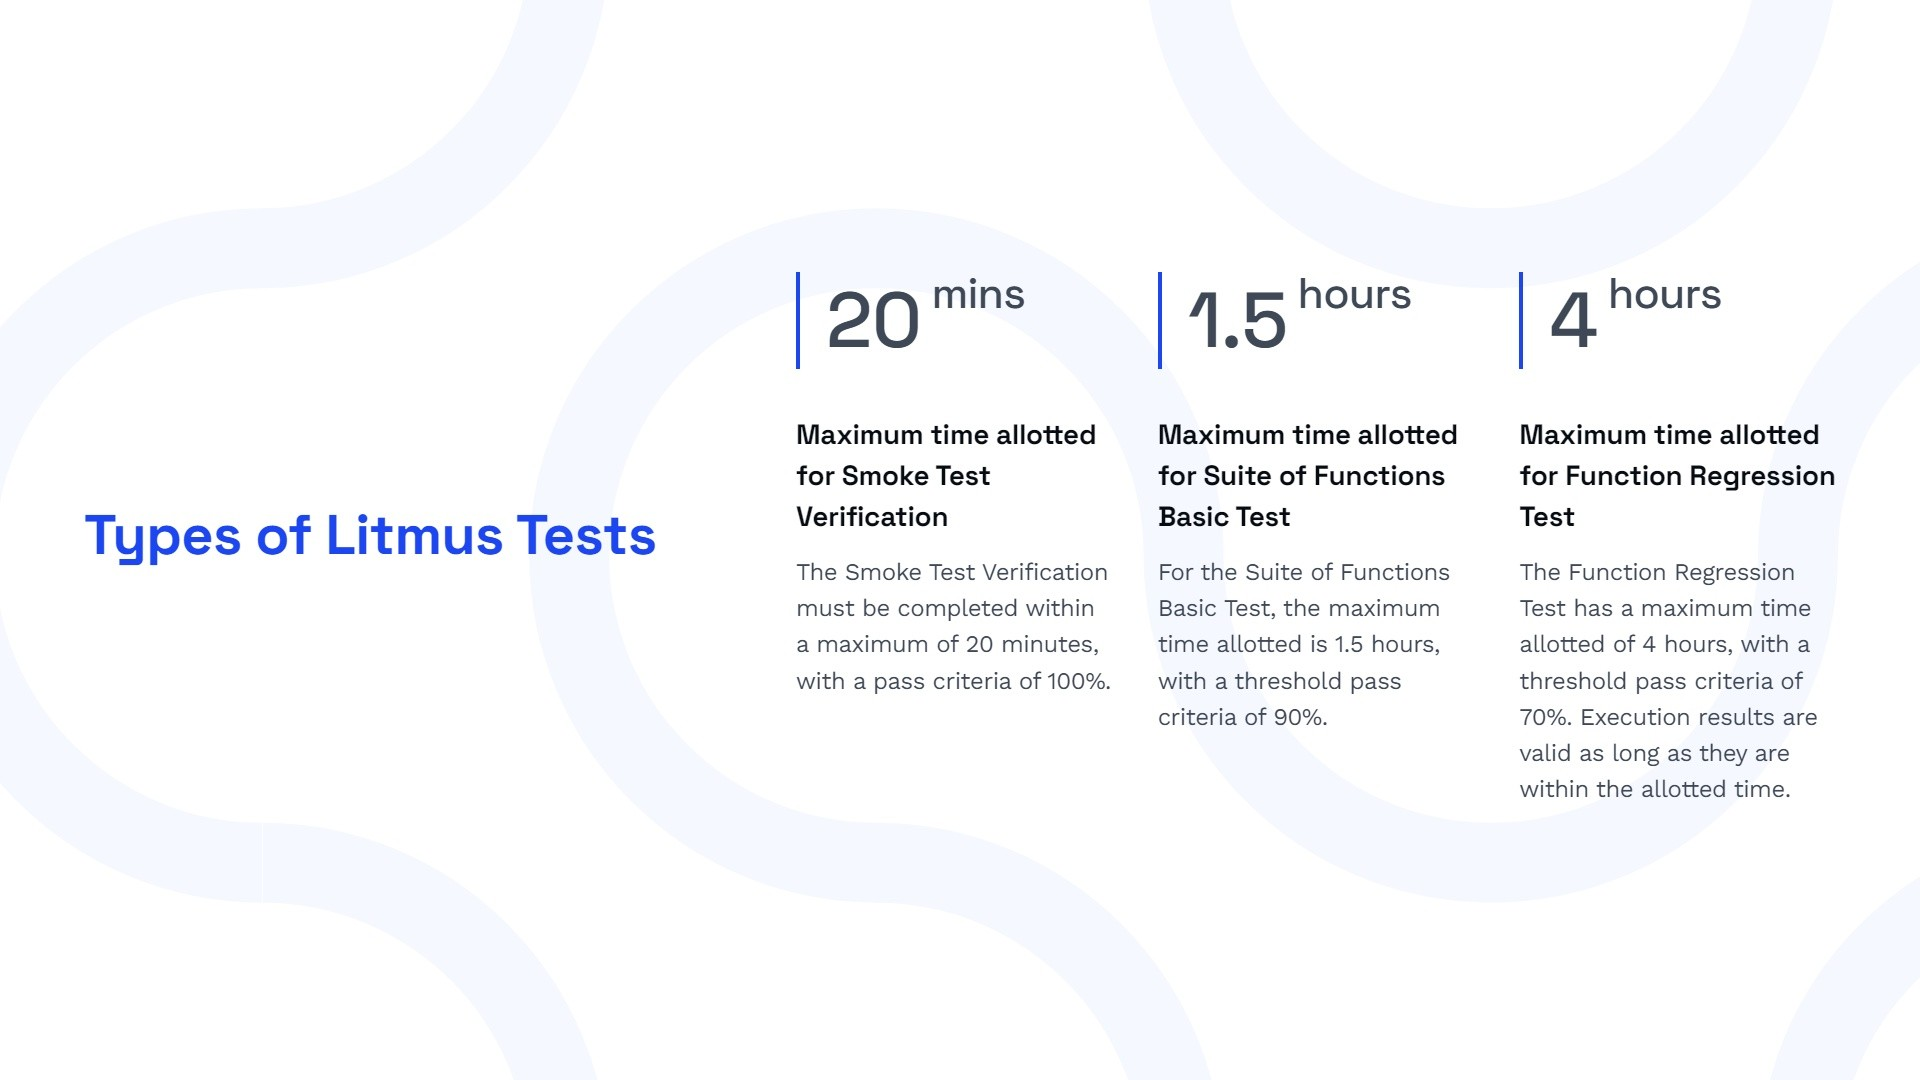 Types of Litmus Tests
20 mins
Maximum time allotted
for Smoke Test
Verification
The Smoke Test Verification
must be completed within
a maximum of 20 minutes,
with a pass criteria of 100%.
1.5 hours
Maximum time allotted
for Suite of Functions
Basic Test
For the Suite of Functions
Basic Test, the maximum
time allotted is 1.5 hours,
with a threshold pass
criteria of 90%.
4 hours
Maximum time allotted
for Function Regression
Test
The Function Regression
Test has a maximum time
allotted of 4 hours, with a
threshold pass criteria of
70%. Execution results are
valid as long as they are
within the allotted time.